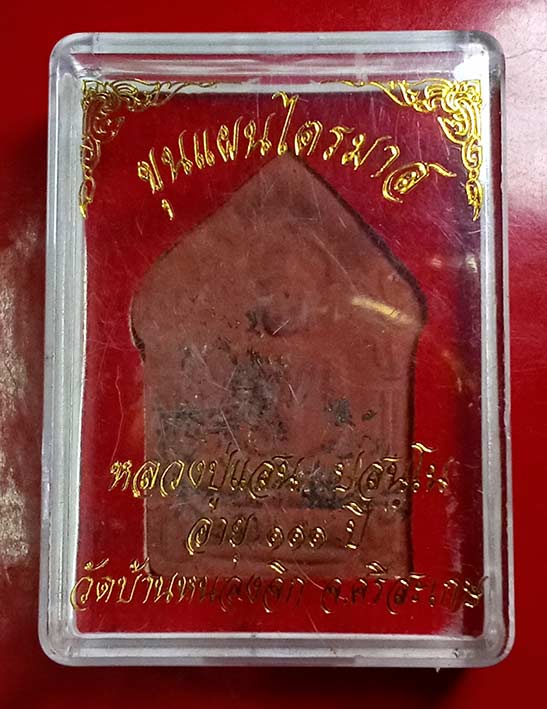 ขุนแผนไตรมาส
หลวงปู่แสน ปสนฺโน
อายุ ๑๑๑ ปี
วัดบ้านหนองจิก จ.ศรีสะเกษ